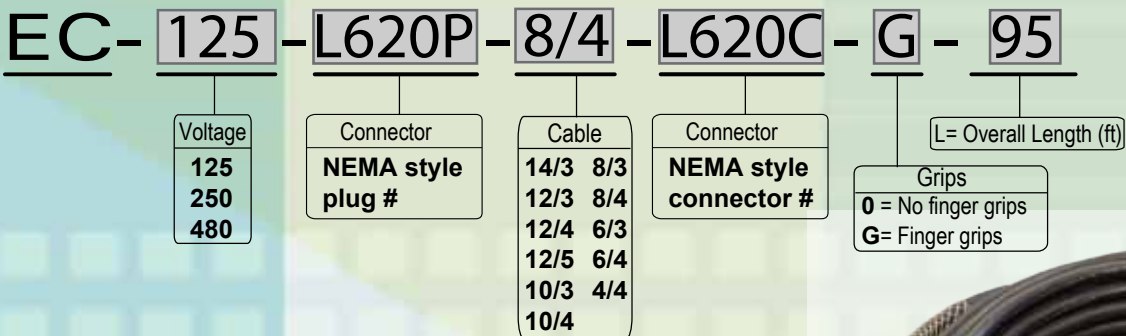 EC- 125 -L620P-8/4-L620C-G-95
Voltage
125
250
480
Connector
NEMA style
plug #
Cable
14/3 8/3
12/3 8/4
12/4 6/3
12/5 6/4
10/3 4/4
10/4
Connector
NEMA style
connector #
Grips
0 = No finger grips
G= Finger grips
L= Overall Length (ft)